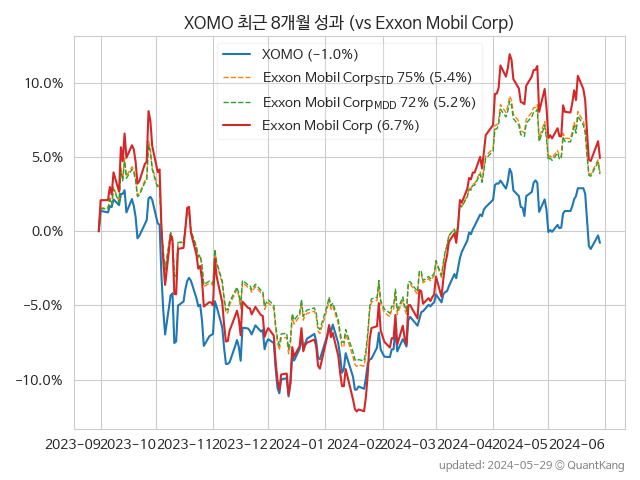 XOMO 최근 8개월 성과 (vs Exxon Mobil Corp)
XOMO (−1.0%)
Exxon Mobil CorpSTD 75% (5.4%)
Exxon Mobil CorpMDD 72% (5.2%)
Exxon Mobil Corp (6.7%)
10.0%
5.0%
0.0%
−5.0%
−10.0%
2023-09 2023-10 2023-11 2023-12 2024-01 2024-02 2024-03 2024-04 2024-05 2024-06
updated: 2024-05-29 © QuantKang